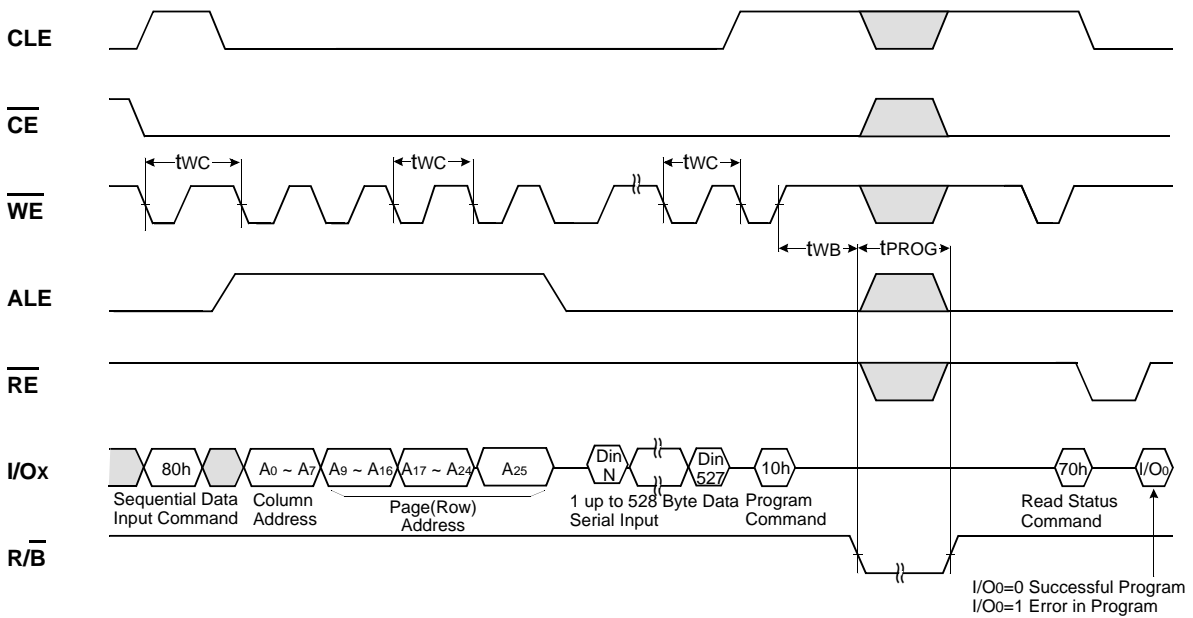 CLE
CE
tWC
tWC
tWC
WE
tWB
tPROG
ALE
RE
I/Ox
80h
A0 ~ A7
A9 ~ A16
A17 ~ A24
A25
Din
N
Din
527
10h
70h
I/O0
Sequential Data
Input Command
Column
Address
Page(Row)
Address
1 up to 528 Byte Data
Serial Input
Program
Command
Read Status
Command
R/B
I/O0=0 Successful Program
I/O0=1 Error in Program